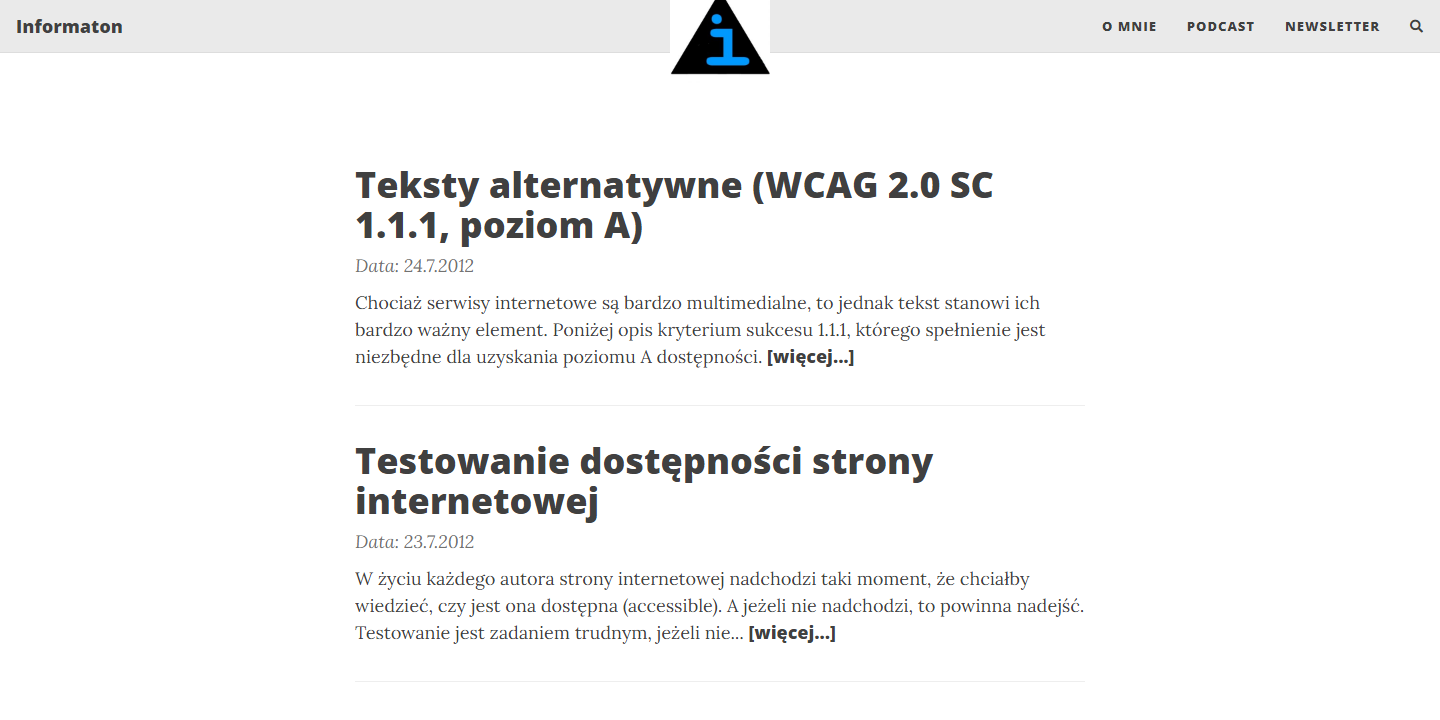 Informaton
i
O MNIE
PODCAST
NEWSLETTER
Teksty alternatywne (WCAG 2.0 SC
1.1.1, poziom A)
Data: 24.7.2012
Chociaż serwisy internetowe są bardzo multimedialne, to jednak tekst stanowi ich
bardzo ważny element. Poniżej opis kryterium sukcesu 1.1.1, którego spełnienie jest
niezbędne dla uzyskania poziomu A dostępności. [więcej...]
Testowanie dostępności strony
internetowej
Data: 23.7.2012
W życiu każdego autora strony internetowej nadchodzi taki moment, że chciałby
wiedzieć, czy jest ona dostępna (accessible). A jeżeli nie nadchodzi, to powinna nadejść.
Testowanie jest zadaniem trudnym, jeżeli nie... [więcej...]